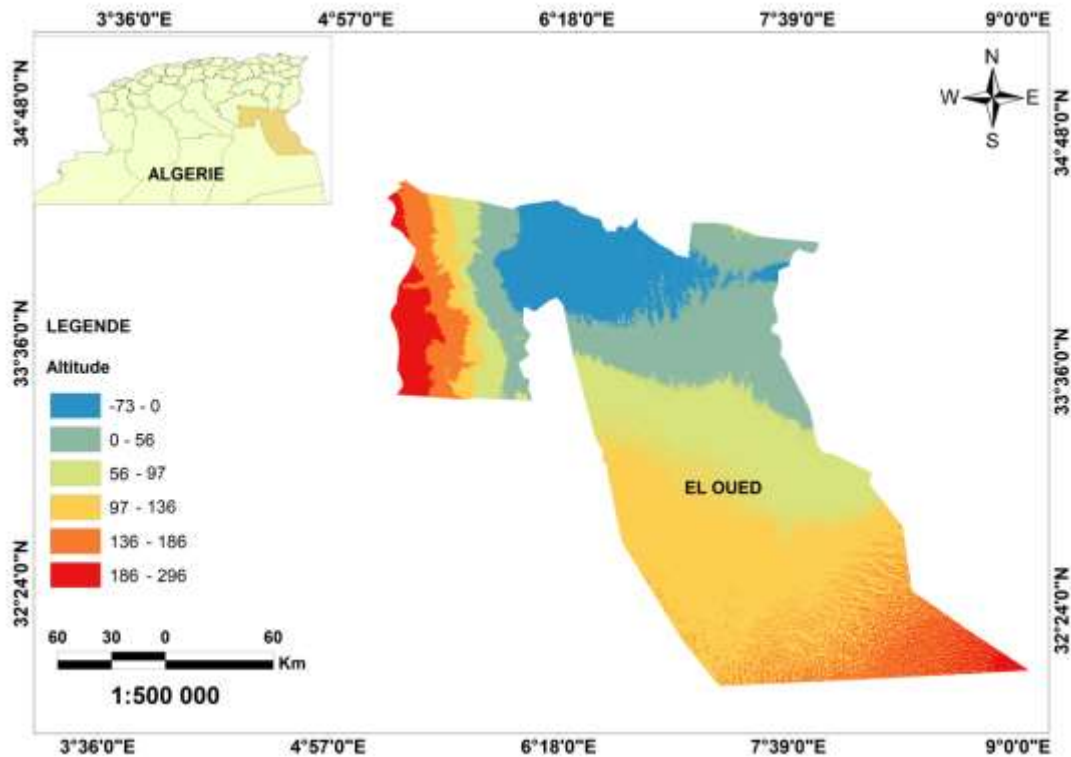 3°36'0"E 4°57'0"E 6°18'0"E 7°39'0"E 9°0'0"E
34°48'0"N
33°36'0"N
32°24'0"N
ALGERIE
N
W E
S
34°48'0"N
33°36'0"N
32°24'0"N
LEGENDE
Altitude
-73 - 0
0 - 56
56 - 97
97 - 136
136 - 186
186 - 296
EL OUED
60 30 0 60
Km
1:500 000
3°36'0"E 4°57'0"E 6°18'0"E 7°39'0"E 9°0'0"E